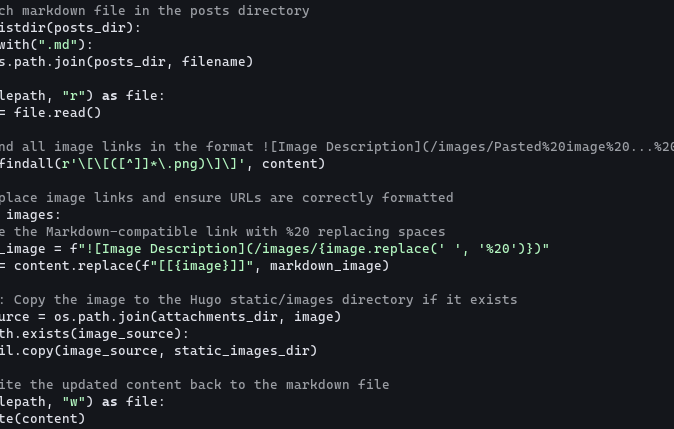 ch markdown file in the posts directory
istdir(posts_dir):
with(".md"):
s.path.join(posts_dir, filename)
lepath, "r") as file:
= file.read()
nd all image links in the format ![Image Description](/images/Pasted%20image%20...%20
findall(r'\[\[([^]]*\.png)\]\]', content)
place image links and ensure URLs are correctly formatted
images:
e the Markdown-compatible link with %20 replacing spaces
_image = f"![Image Description](/images/{image.replace(' ', '%20')})"
= content.replace(f"[[{image}]]", markdown_image)
: Copy the image to the Hugo static/images directory if it exists
urce = os.path.join(attachments_dir, image)
th.exists(image_source):
il.copy(image_source, static_images_dir)
ite the updated content back to the markdown file
lepath, "w") as file:
te(content)